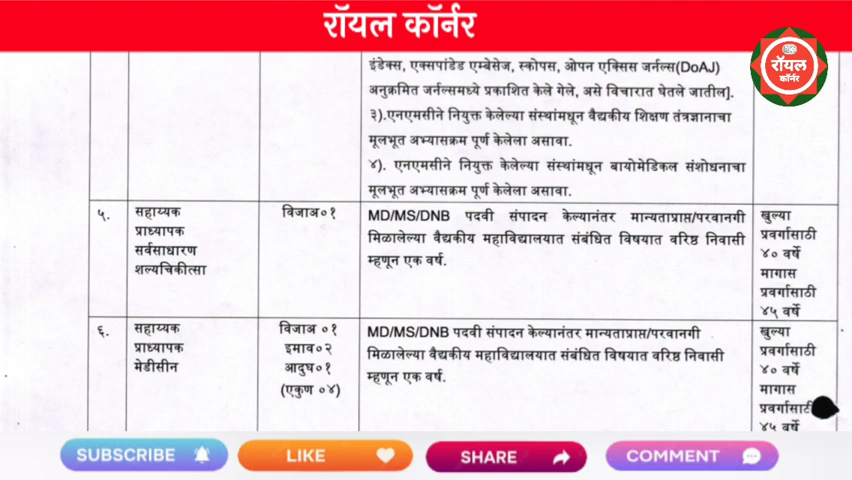 रॉयल कॉर्नर
रॉयल
कॉर्नर
इंडेक्स, एक्सपांडेड एम्बेसेज, स्कोपस, ओपन एक्सिस जर्नल्स(DoAJ)
अनुक्रमित जर्नल्समध्ये प्रकाशित केले गेले, असे विचारात घेतले जातील].
३).एनएमसीने नियुक्त केलेल्या संस्थांमधून वैद्यकीय शिक्षण तंत्रज्ञानाचा
मूलभूत अभ्यासक्रम पूर्ण केलेला असावा.
४). एनएमसीने नियुक्त केलेल्या संस्थांमधून बायोमेडिकल संशोधनाचा
मूलभूत अभ्यासक्रम पूर्ण केलेला असावा.
५.
सहाय्यक
प्राध्यापक
सर्वसाधारण
शल्यचिकीत्सा
विजाअ०१
MD/MS/DNB पदवी संपादन केल्यानंतर मान्यताप्राप्त/परवानगी
मिळालेल्या वैद्यकीय महाविद्यालयात संबंधित विषयात वरिष्ठ निवासी
म्हणून एक वर्ष.
खुल्या
प्रवर्गासाठी
४० वर्षे
मागास
प्रवर्गासाठी
४५ वर्षे
६.
सहाय्यक
प्राध्यापक
मेडीसीन
विजाअ ०१
इमाव०२
आदुघ०१
(एकुण ०४)
MD/MS/DNB पदवी संपादन केल्यानंतर मान्यताप्राप्त/परवानगी
मिळालेल्या वैद्यकीय महाविद्यालयात संबंधित विषयात वरिष्ठ निवासी
म्हणून एक वर्ष.
खुल्या
प्रवर्गासाठी
४० वर्षे
मागास
प्रवर्गासाठी
४५ वर्षे
SUBSCRIBE
LIKE
SHARE
COMMENT